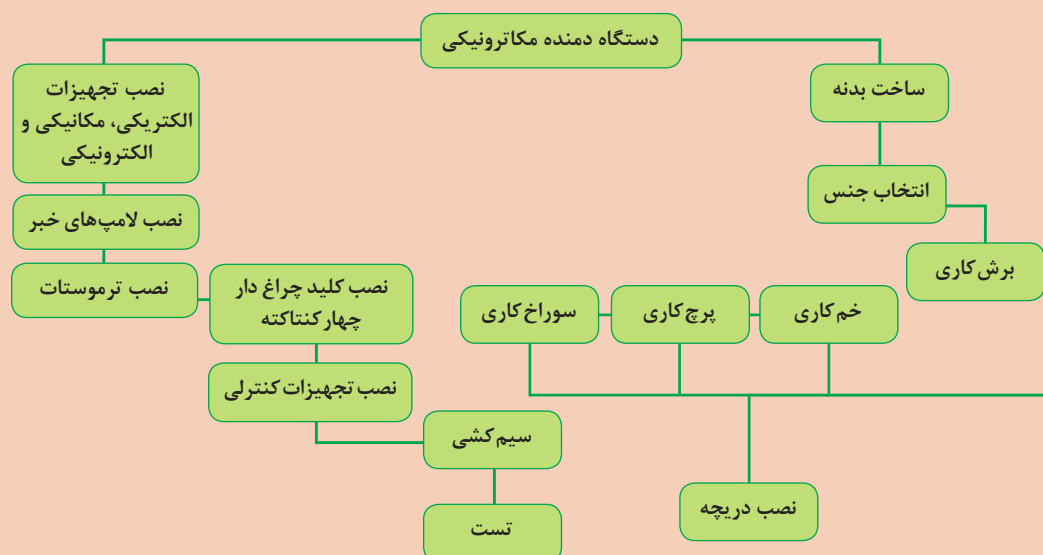 دستگاه دمنده مکاترونیکی
ساخت بدنه
انتخاب جنس
برش‌کاری
خم‌کاری
پرچ‌کاری
سوراخ‌کاری
نصب دریچه
نصب تجهیزات
الکتریکی، مکانیکی و
الکترونیکی
نصب لامپ‌های خبر
نصب ترموستات
نصب کلید چراغ دار
چهارکنتاکته
نصب تجهیزات کنترلی
سیم‌کشی
تست